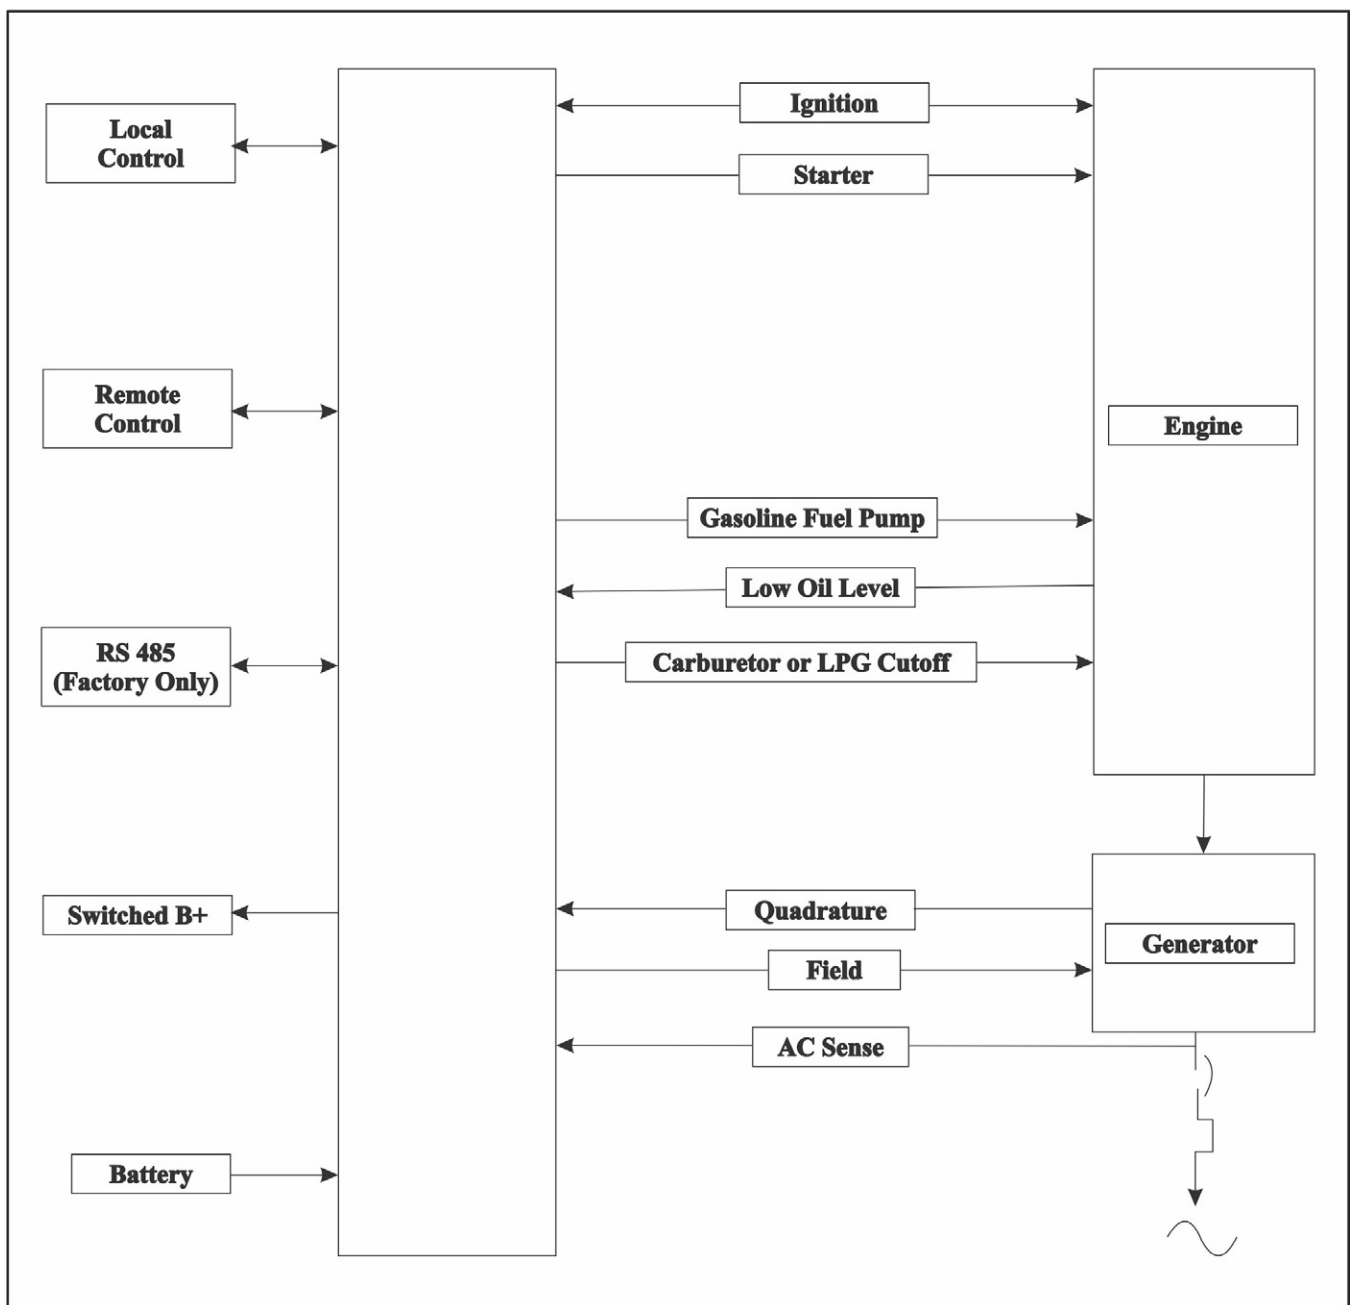 Local
Control
Remote
Control
RS 485
(Factory Only)
Switched B+
Battery
Ignition
Starter
Gasoline Fuel Pump
Low Oil Level
Carburetor or LPG Cutoff
Quadrature
Field
AC Sense
Engine
Generator